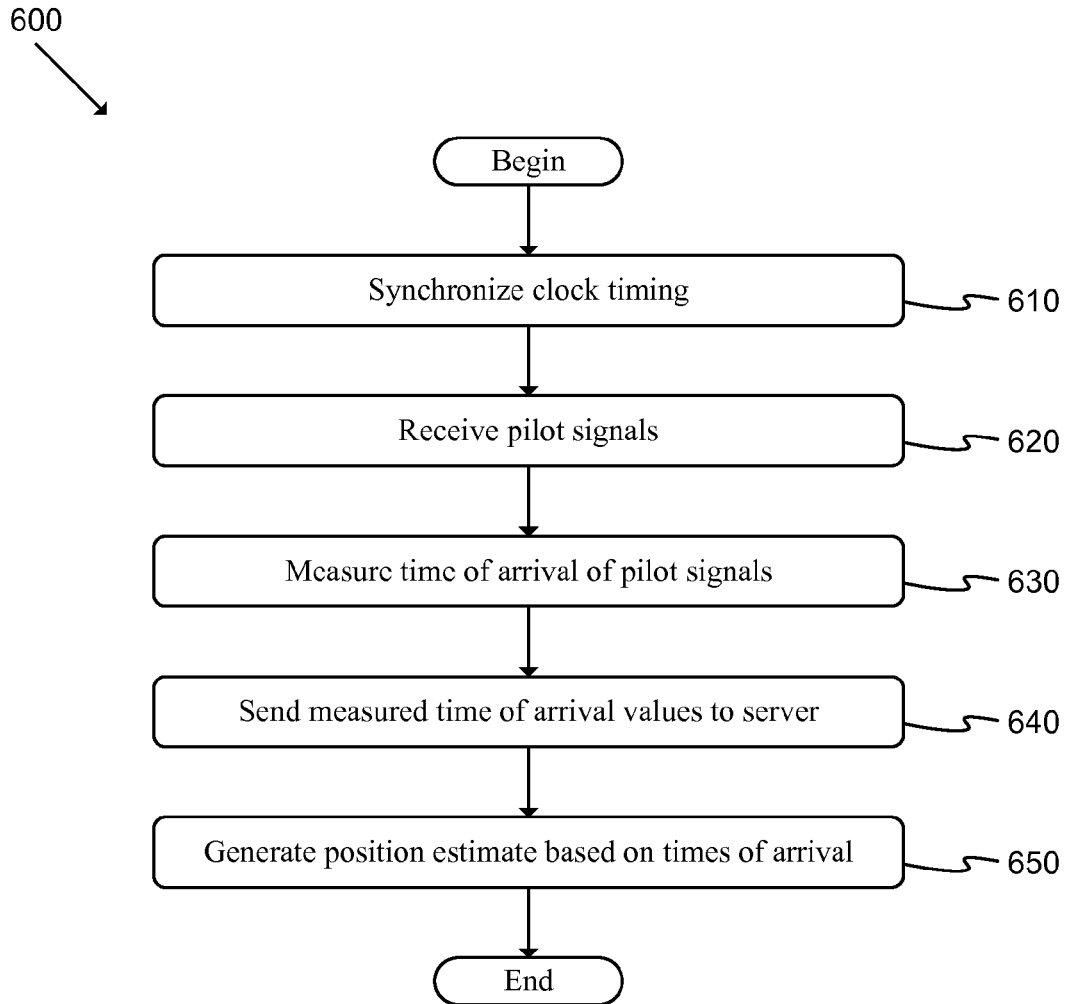 600
Begin
Synchronize clock timing
610
Receive pilot signals
620
Measure time of arrival of pilot signals
630
Send measured time of arrival values to server
640
Generate position estimate based on times of arrival
650
End